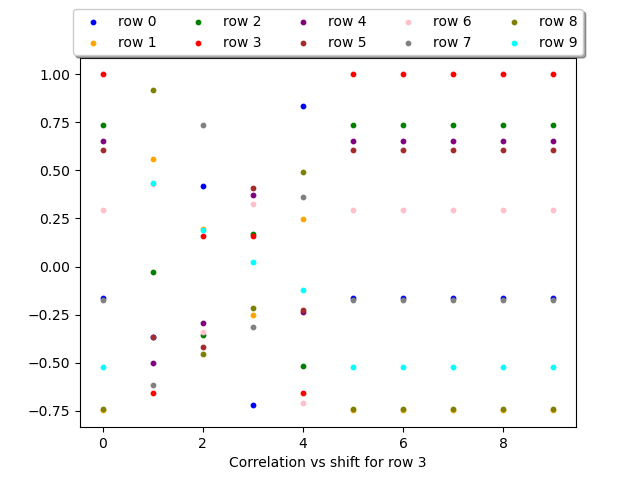 row 0 row 2 row 4 row 6 row 8
row 1 row 3 row 5 row 7 row 9
1.00
0.75
0.50
0.25
0.00
−0.25
−0.50
−0.75
0 2 4 6 8
Correlation vs shift for row 3